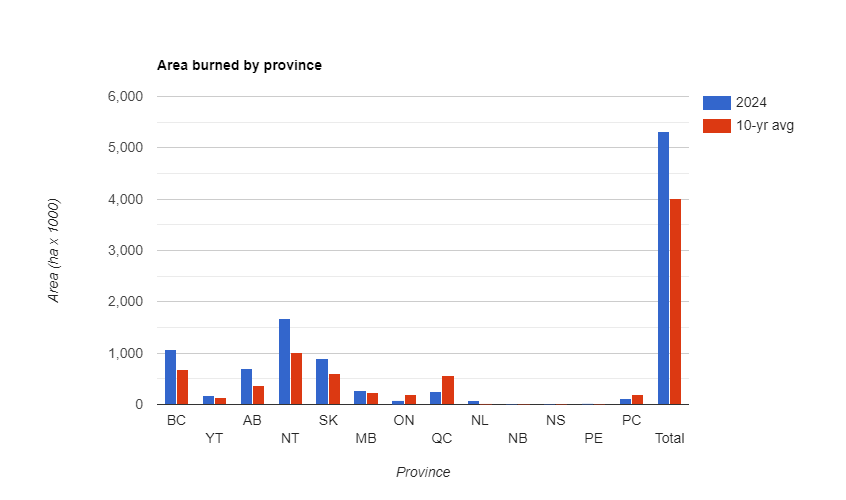 Area burned by province
6,000
5,000
4,000
3,000
2,000
1,000
0
Area (ha x 1000)
2024
10-yr avg
BC AB SK ON NL NS PC
YT NT MB QC NB PE Total
Province